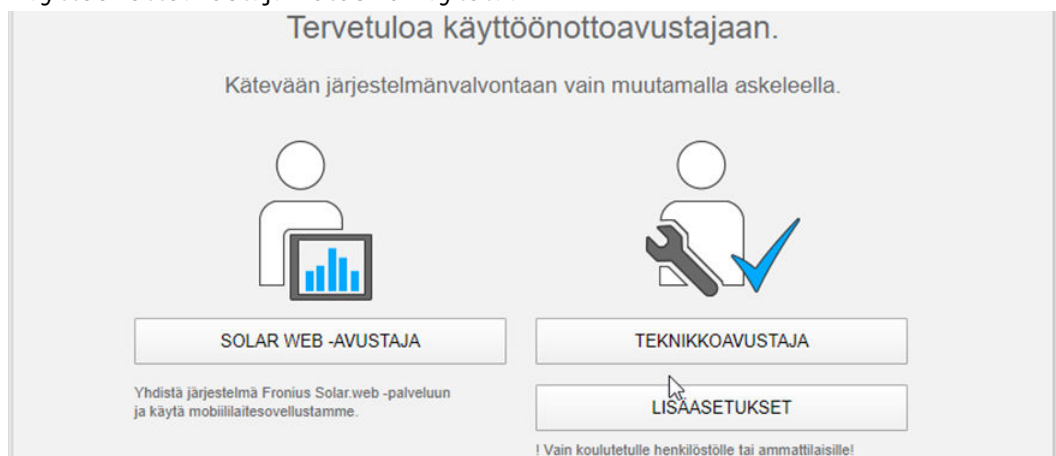 Tervetuloa käyttöönottoavustajaan.
Kätevään järjestelmänvalvontaan vain muutamalla askeleella.
SOLAR WEB -AVUSTAJA
TEKNIKKOAVUSTAJA
Yhdistä järjestelmä Fronius Solar.web -palveluun
ja käytä mobiililaitesovellustamme.
LISÄASETUKSET
! Vain koulutetulle henkilöstölle tai ammattilaisille!